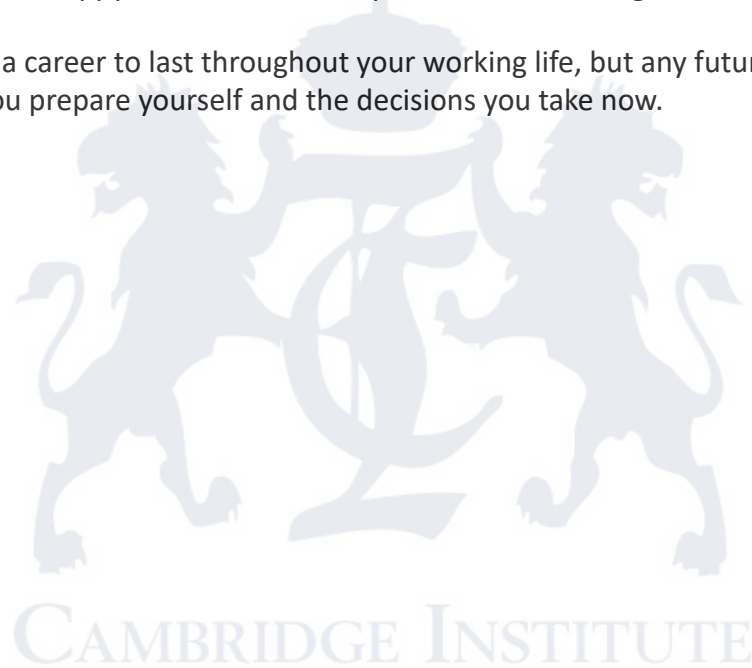 a career to last throughout your working life, but any futur
ou prepare yourself and the decisions you take now.
CAMBRIDGE INSTITUTE